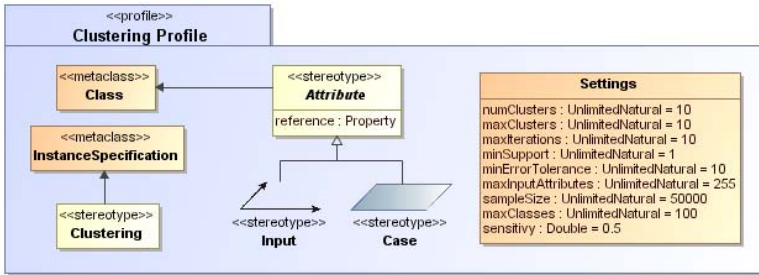 <<profile>>
Clustering Profile
<<metaclass>>
Class
<<stereotype>>
Attribute
reference : Property
<<metaclass>>
InstanceSpecification
<<stereotype>>
Clustering
<<stereotype>>
Input
<<stereotype>>
Case
Settings
numClusters : UnlimitedNatural = 10
maxClusters : UnlimitedNatural = 10
maxIterations : UnlimitedNatural = 10
minSupport : UnlimitedNatural = 1
minErrorTolerance : UnlimitedNatural = 10
maxInputAttributes : UnlimitedNatural = 255
sampleSize : UnlimitedNatural = 50000
maxClasses : UnlimitedNatural = 100
sensitivy : Double = 0.5